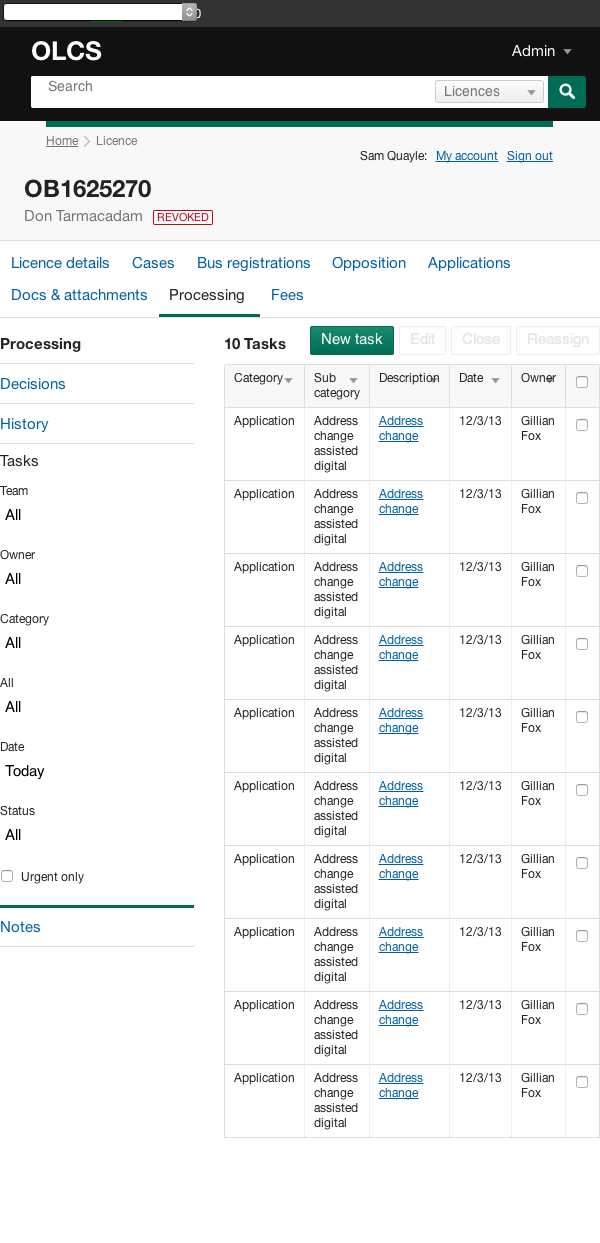 OLCS
Admin
Search
Licences
Home Licence
Sam Quayle: My account Sign out
OB1625270
Don Tarmacadam REVOKED
Licence details Cases Bus registrations Opposition Applications
Docs & attachments Processing Fees
Processing
Decisions
History
Tasks
Team
All
Owner
All
Category
All
All
All
Date
Today
Status
All
Urgent only
Notes
10 Tasks New task Edit Close Reassign
Category Sub Description Date Owner
category
Application Address Address 12/3/13 Gillian
change change Fox
assisted
digital
Application Address Address 12/3/13 Gillian
change change Fox
assisted
digital
Application Address Address 12/3/13 Gillian
change change Fox
assisted
digital
Application Address Address 12/3/13 Gillian
change change Fox
assisted
digital
Application Address Address 12/3/13 Gillian
change change Fox
assisted
digital
Application Address Address 12/3/13 Gillian
change change Fox
assisted
digital
Application Address Address 12/3/13 Gillian
change change Fox
assisted
digital
Application Address Address 12/3/13 Gillian
change change Fox
assisted
digital
Application Address Address 12/3/13 Gillian
change change Fox
assisted
digital
Application Address Address 12/3/13 Gillian
change change Fox
assisted
digital